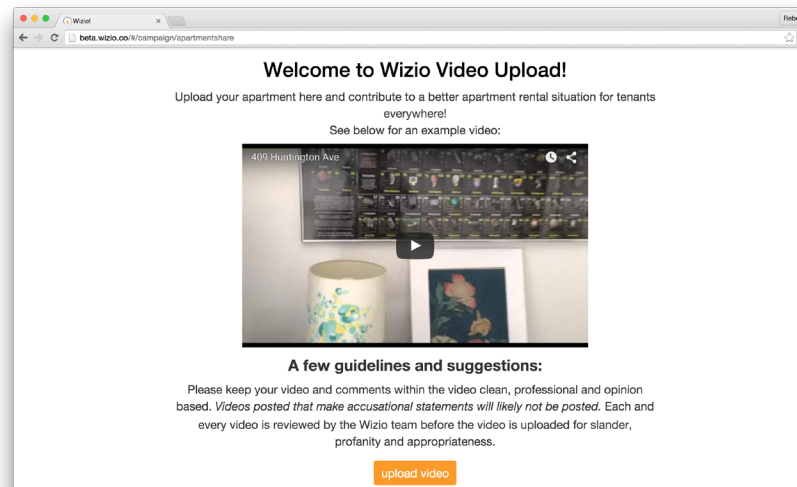 Wizio!
Rebe
beta.wizio.co/#/campaign/apartmentshare
Welcome to Wizio Video Upload!
Upload your apartment here and contribute to a better apartment rental situation for tenants
everywhere!
See below for an example video:
409 Huntington Ave
A few guidelines and suggestions:
Please keep your video and comments within the video clean, professional and opinion
based. Videos posted that make accusational statements will likely not be posted. Each and
every video is reviewed by the Wizio team before the video is uploaded for slander,
profanity and appropriateness.
upload video